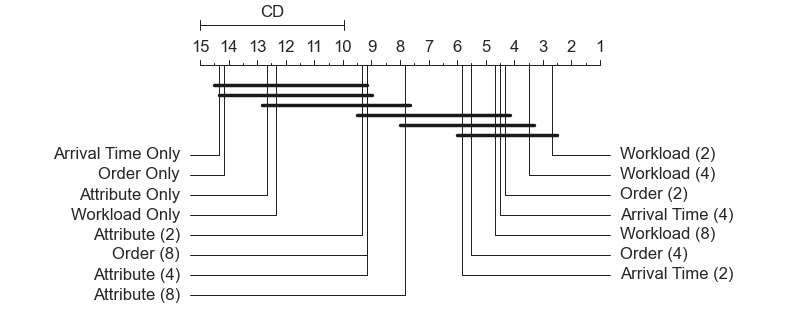 CD
15 14 13 12 11 10 9 8 7 6 5 4 3 2 1
Arrival Time Only
Order Only
Attribute Only
Workload Only
Attribute (2)
Order (8)
Attribute (4)
Attribute (8)
Workload (2)
Workload (4)
Order (2)
Arrival Time (4)
Workload (8)
Order (4)
Arrival Time (2)